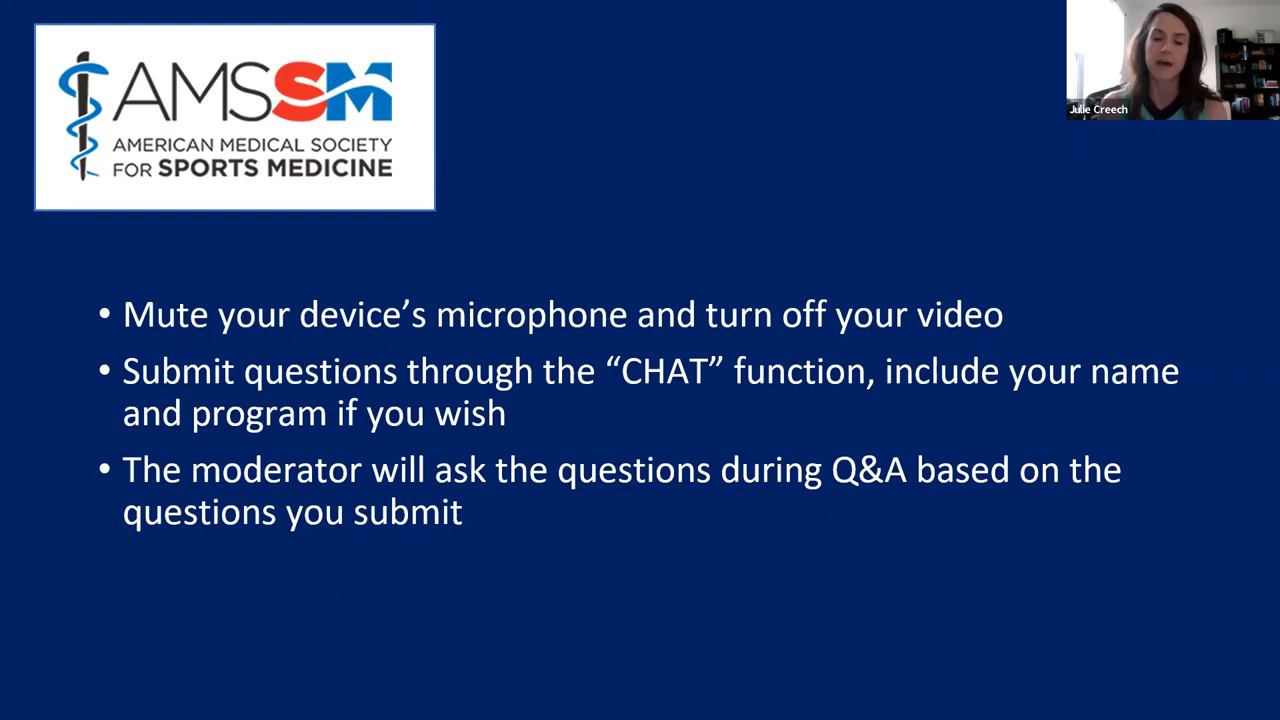 AMSSM
AMERICAN MEDICAL SOCIETY
FOR SPORTS MEDICINE
Julie Creech
• Mute your device’s microphone and turn off your video
• Submit questions through the “CHAT” function, include your name
and program if you wish
• The moderator will ask the questions during Q&A based on the
questions you submit